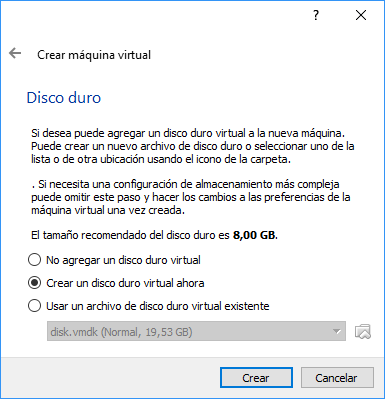 ?
Crear máquina virtual
Disco duro
Si desea puede agregar un disco duro virtual a la nueva máquina.
Puede crear un nuevo archivo de disco duro o seleccionar uno de la
lista o de otra ubicación usando el icono de la carpeta.
. Si necesita una configuración de almacenamiento más compleja
puede omitir este paso y hacer los cambios a las preferencias de la
máquina virtual una vez creada.
El tamaño recomendado del disco duro es 8,00 GB.
No agregar un disco duro virtual
Crear un disco duro virtual ahora
Usar un archivo de disco duro virtual existente
disk.vmdk (Normal, 19,53 GB)
Crear
Cancelar